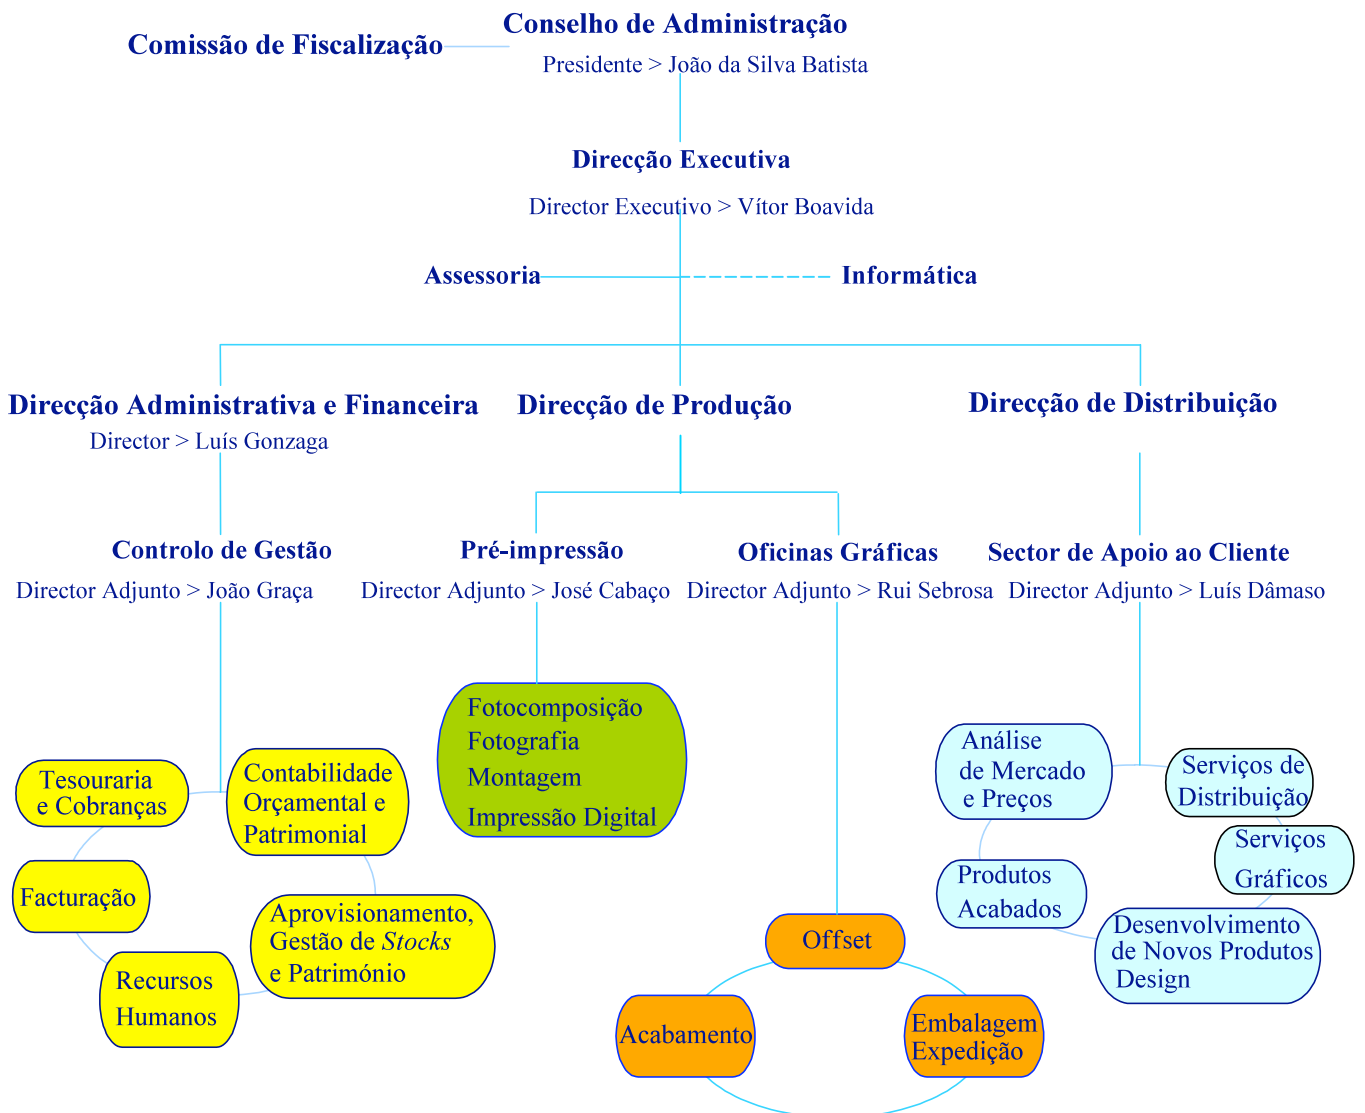 Conselho de Administração
Comissão de Fiscalização
Presidente > João da Silva Batista
Direcção Executiva
Director Executivo > Vítor Boavida
Assessoria
Informática
Direcção Administrativa e Financeira
Director > Luís Gonzaga
Direcção de Produção
Direcção de Distribuição
Controlo de Gestão
Director Adjunto > João Graça
Pré-impressão
Director Adjunto > José Cabaço
Oficinas Gráficas
Director Adjunto > Rui Sebrosa
Sector de Apoio ao Cliente
Director Adjunto > Luís Dâmaso
Tesouraria
e Cobranças
Contabilidade
Orçamental e
Patrimonial
Facturação
Aprovisionamento,
Gestão de Stocks
e Património
Recursos
Humanos
Fotocomposição
Fotografia
Montagem
Impressão Digital
Offset
Acabamento
Embalagem
Expedição
Análise
de Mercado
e Preços
Serviços de
Distribuição
Serviços
Gráficos
Produtos
Acabados
Desenvolvimento
de Novos Produtos
Design